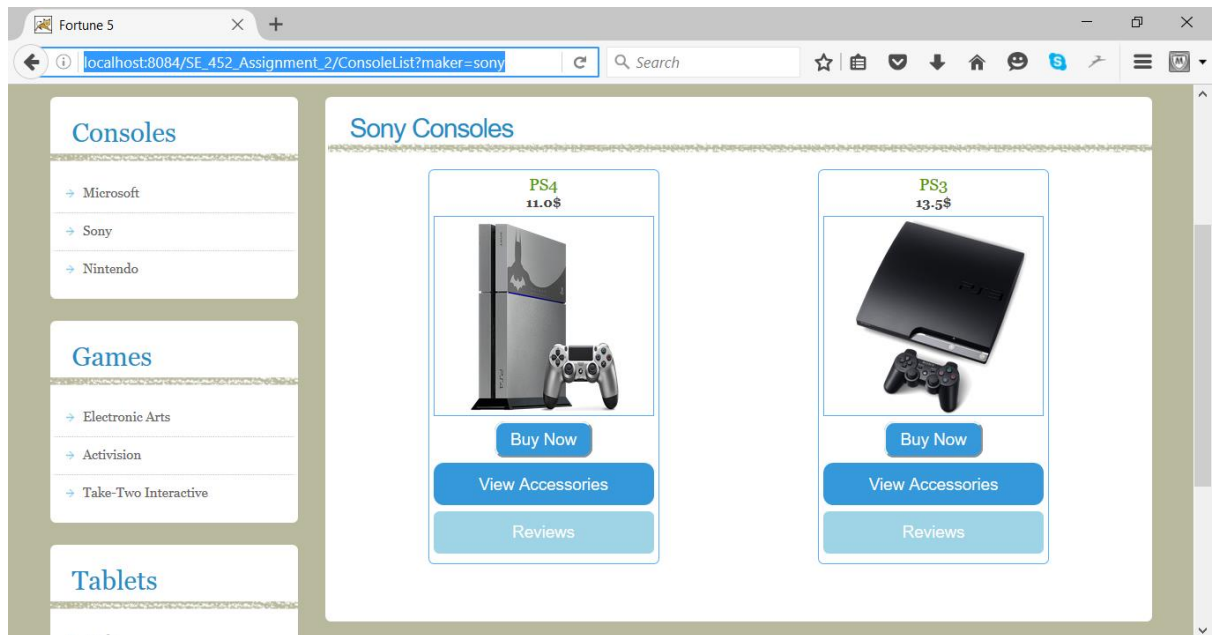 Fortune 5
localhost:8084/SE_452_Assignment_2/ConsoleList?maker=sony
Search
Consoles
Microsoft
Sony
Nintendo
Games
Electronic Arts
Activision
Take-Two Interactive
Tablets
Sony Consoles
PS4
11.0$
Buy Now
View Accessories
Reviews
PS3
13.5$
Buy Now
View Accessories
Reviews